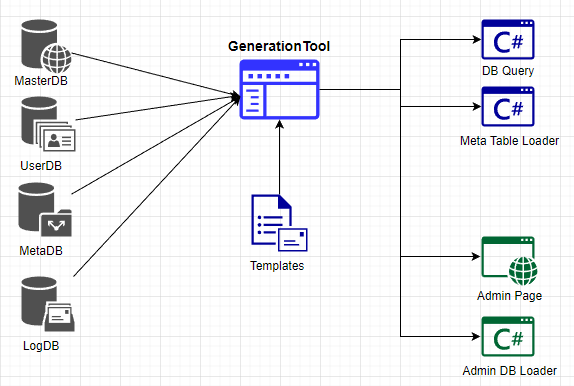 MasterDB
UserDB
MetaDB
LogDB
GenerationTool
Templates
C#
DB Query
C#
Meta Table Loader
Admin Page
C#
Admin DB Loader